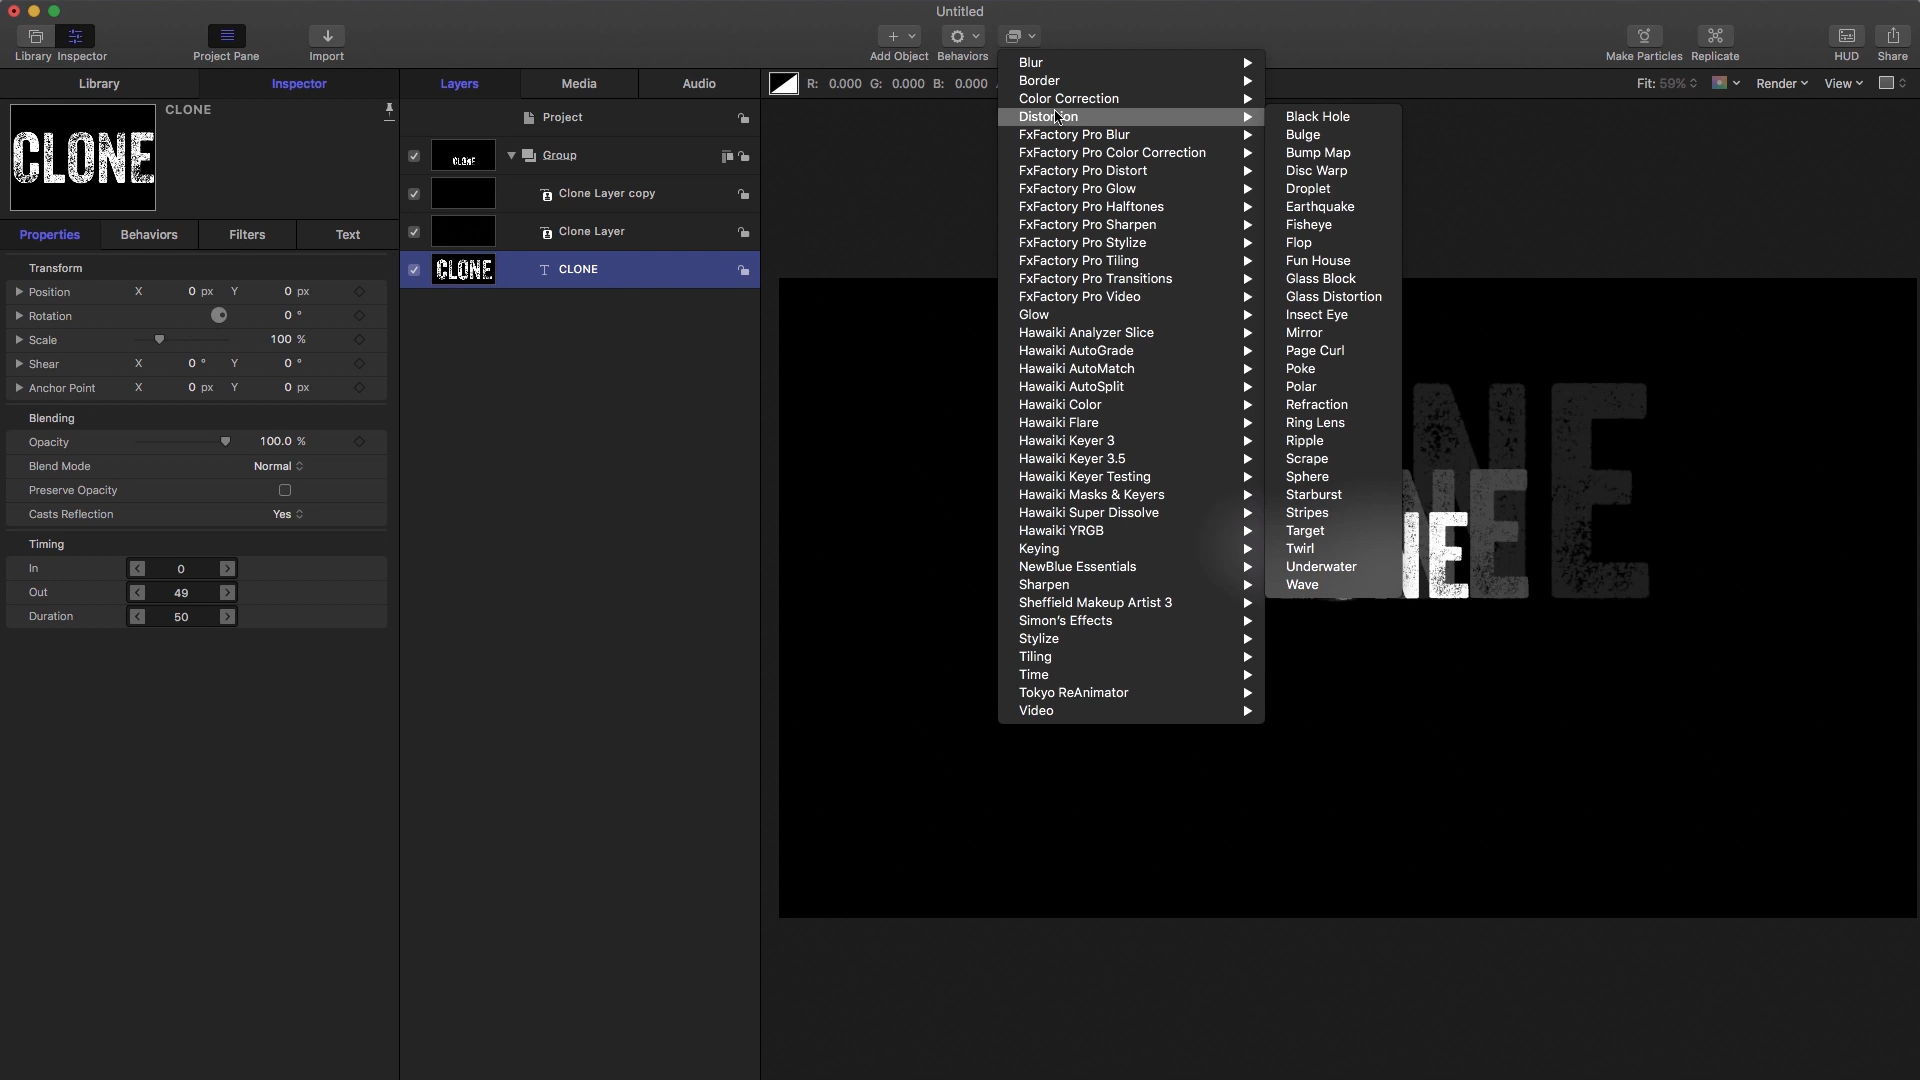 Untitled
Library Inspector
Project Pane
Import
Add Object
Behaviors
Make Particles
Replicate
HUD
Share
Library
Inspector
Layers
Media
Audio
R: 0.000 G: 0.000 B: 0.000
Fit: 59%
Render
View
CLONE
CLONE
Properties
Behaviors
Filters
Text
Transform
Position X 0 px Y 0 px
Rotation 0 °
Scale 100 %
Shear X 0 ° Y 0 °
Anchor Point X 0 px Y 0 px
Blending
Opacity 100.0 %
Blend Mode Normal
Preserve Opacity
Casts Reflection Yes
Timing
In 0
Out 49
Duration 50
Project
CLONE
Group
Clone Layer copy
Clone Layer
CLONE
CLONE
Blur
Border
Color Correction
Distortion
FxFactory Pro Blur
FxFactory Pro Color Correction
FxFactory Pro Distort
FxFactory Pro Glow
FxFactory Pro Halftones
FxFactory Pro Sharpen
FxFactory Pro Stylize
FxFactory Pro Tiling
FxFactory Pro Transitions
FxFactory Pro Video
Glow
Hawaiki Analyzer Slice
Hawaiki AutoGrade
Hawaiki AutoMatch
Hawaiki AutoSplit
Hawaiki Color
Hawaiki Flare
Hawaiki Keyer 3
Hawaiki Keyer 3.5
Hawaiki Keyer Testing
Hawaiki Masks & Keyers
Hawaiki Super Dissolve
Hawaiki YRGB
Keying
NewBlue Essentials
Sharpen
Sheffield Makeup Artist 3
Simon's Effects
Stylize
Tiling
Time
Tokyo ReAnimator
Video
Black Hole
Bulge
Bump Map
Disc Warp
Droplet
Earthquake
Fisheye
Flop
Fun House
Glass Block
Glass Distortion
Insect Eye
Mirror
Page Curl
Poke
Polar
Refraction
Ring Lens
Ripple
Scrape
Sphere
Starburst
Stripes
Target
Twirl
Underwater
Wave
NE
NE
NE